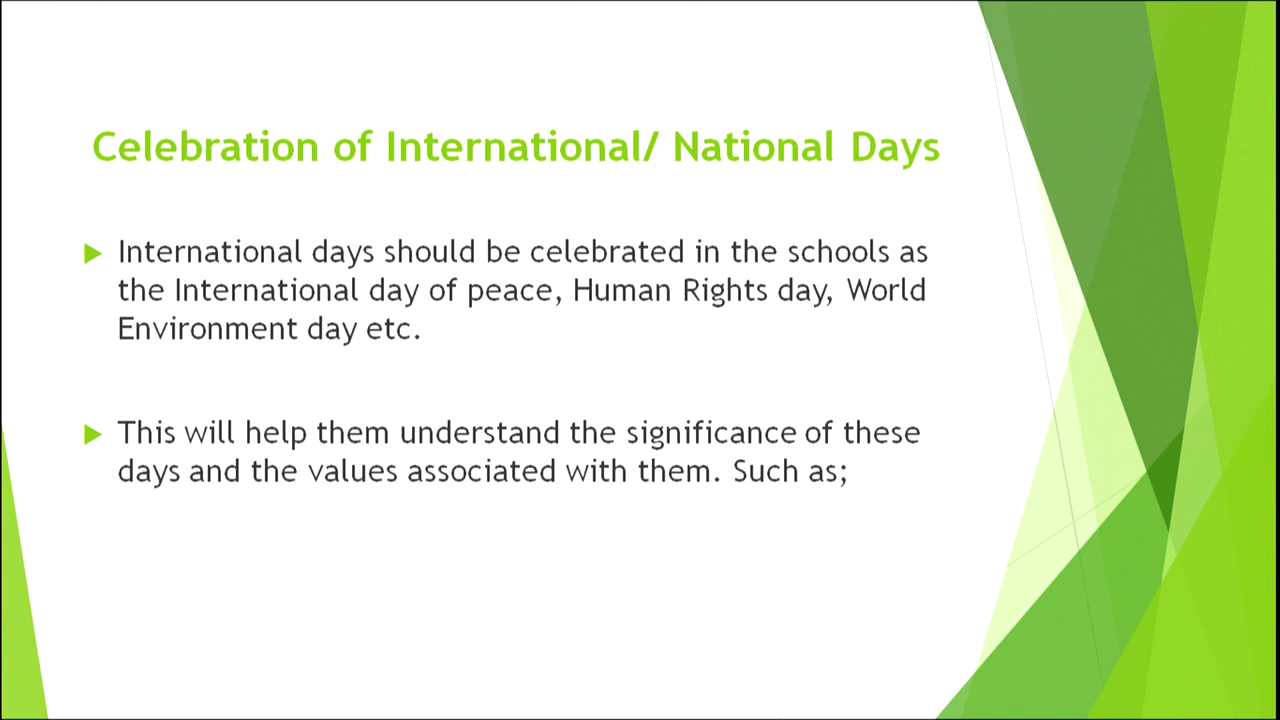 Celebration of International/ National Days
International days should be celebrated in the schools as
the International day of peace, Human Rights day, World
Environment day etc.
This will help them understand the significance of these
days and the values associated with them. Such as;